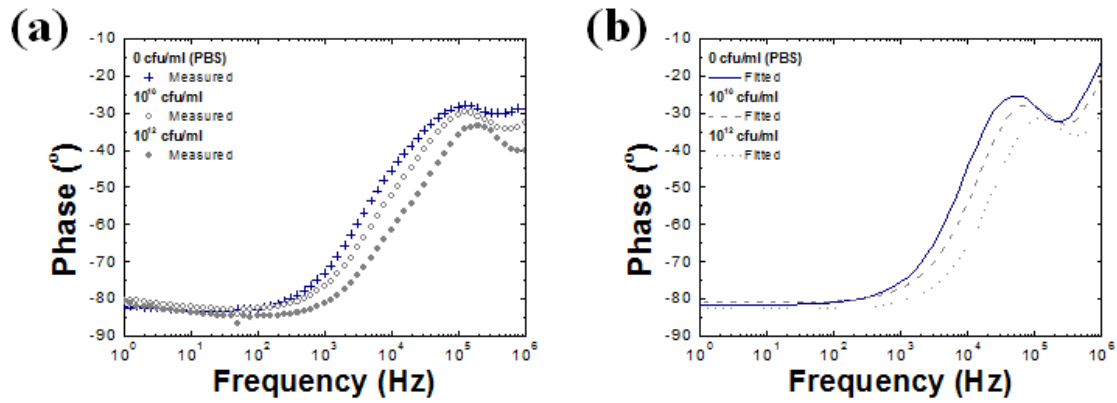 (a)
-10
-20
-30
-40
-50
-60
-70
-80
-90
Phase (º)
0 cfu/ml (PBS)
Measured
10¹⁰ cfu/ml
Measured
10¹² cfu/ml
Measured
10⁰ 10¹ 10² 10³ 10⁴ 10⁵ 10⁶
Frequency (Hz)
(b)
-10
-20
-30
-40
-50
-60
-70
-80
-90
Phase (º)
0 cfu/ml (PBS)
Fitted
10¹⁰ cfu/ml
Fitted
10¹² cfu/ml
Fitted
10⁰ 10¹ 10² 10³ 10⁴ 10⁵ 10⁶
Frequency (Hz)